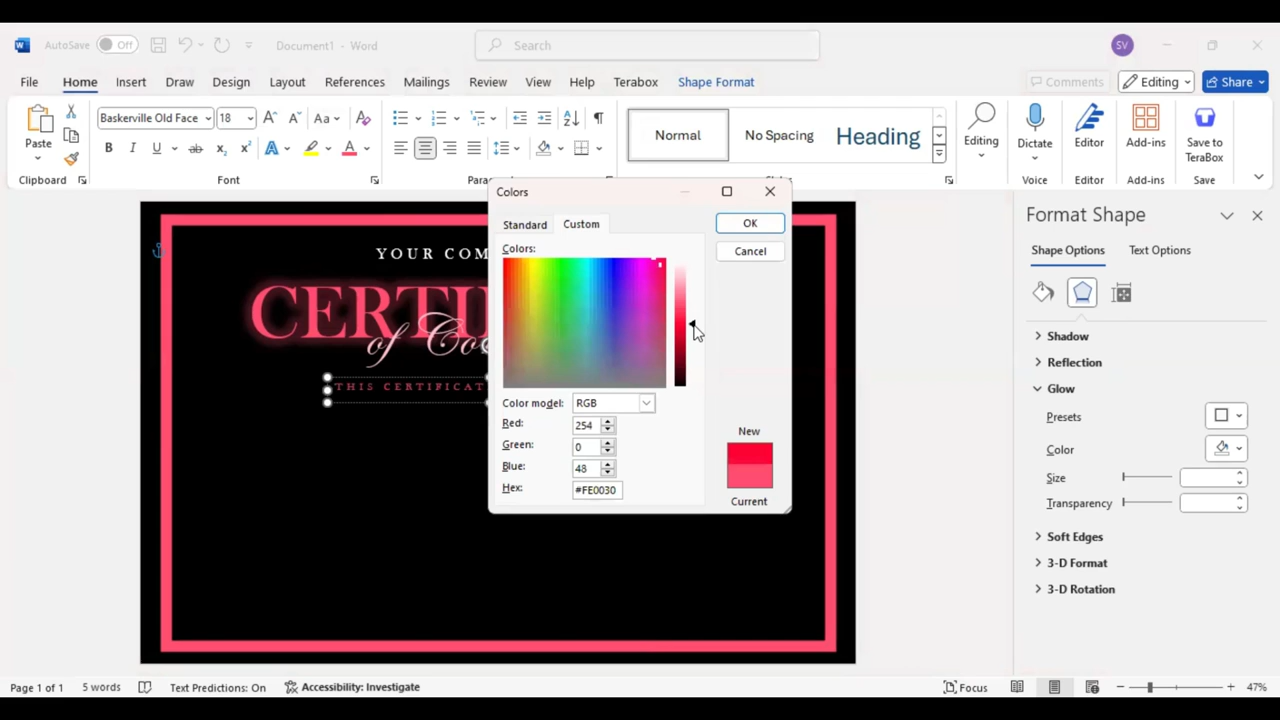 AutoSave Off Document1 - Word Search SV
File Home Insert Draw Design Layout References Mailings Review View Help Terabox Shape Format Comments Editing Share
Paste Baskerville Old Face 18 Aa Normal No Spacing Heading Editing Dictate Editor Add-ins Save to TeraBox
Clipboard Font Voice Editor Add-ins Save
Colors
Standard Custom OK
Colors: Cancel
Color model: RGB
Red: 254
Green: 0
Blue: 48
Hex: #FE0030
New
Current
YOUR COM
CERTI
of Co
THIS CERTIFICAT
Format Shape
Shape Options Text Options
Shadow
Reflection
Glow
Presets
Color
Size
Transparency
Soft Edges
3-D Format
3-D Rotation
Page 1 of 1 5 words Text Predictions: On Accessibility: Investigate Focus 47%